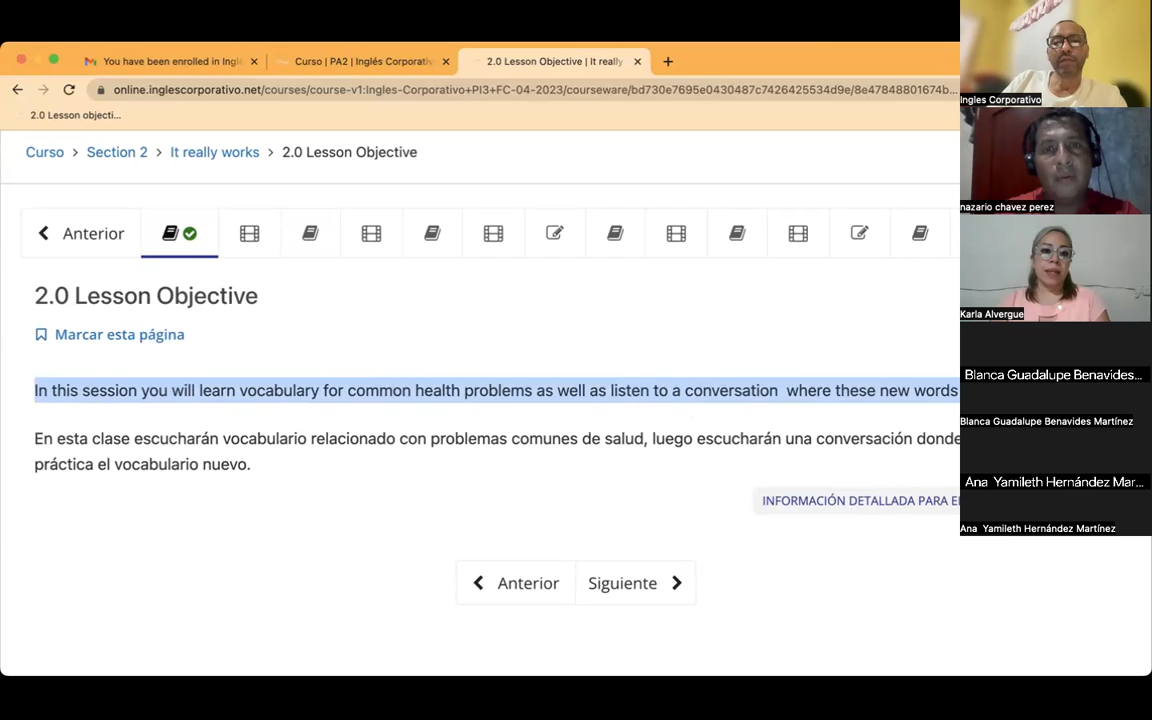 You have been enrolled in Inglé
Curso | PA2 | Inglés Corporativ
2.0 Lesson Objective | It really
online.inglescorporativo.net/courses/course-v1:Ingles-Corporativo+PI3+FC-04-2023/courseware/bd730e7695e0430487c7426425534d9e/8e47848801674b...
2.0 Lesson objecti...
Curso > Section 2 > It really works > 2.0 Lesson Objective
Anterior
2.0 Lesson Objective
Marcar esta página
In this session you will learn vocabulary for common health problems as well as listen to a conversation where these new words
En esta clase escucharán vocabulario relacionado con problemas comunes de salud, luego escucharán una conversación donde
práctica el vocabulario nuevo.
INFORMACIÓN DETALLADA PARA E
Anterior
Siguiente
Ingles Corporativo
nazario chavez perez
Karla Alvergue
Blanca Guadalupe Benavides...
Blanca Guadalupe Benavides Martínez
Ana Yamileth Hernández Mar...
Ana Yamileth Hernández Martínez